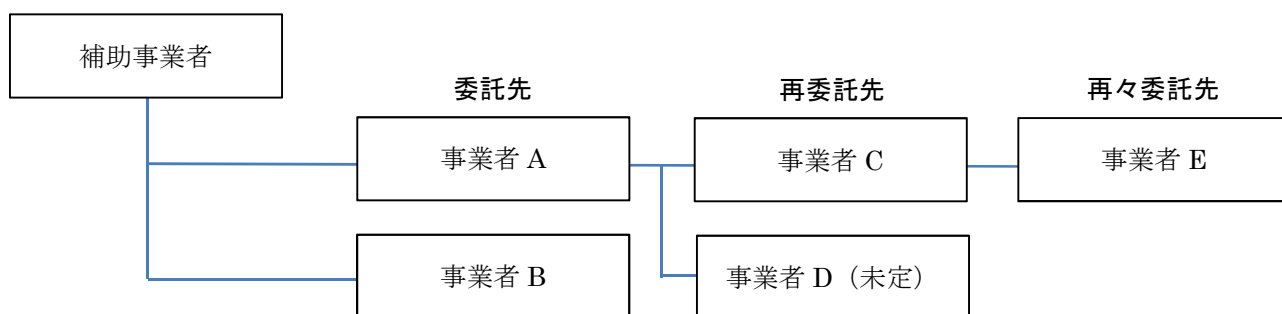 補助事業者
委託先
再委託先
再々委託先
事業者 A
事業者 C
事業者 E
事業者 B
事業者 D（未定）